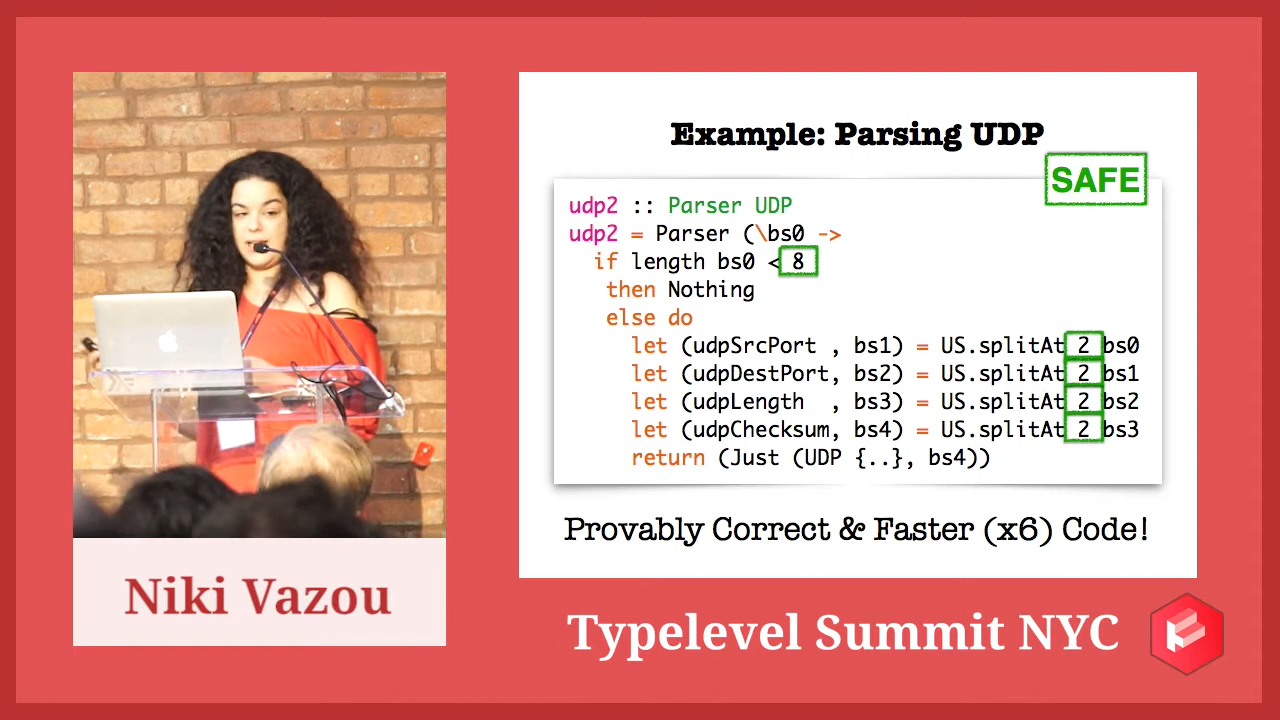 Example: Parsing UDP
SAFE
udp2 :: Parser UDP
udp2 = Parser (\bs0 ->
if length bs0 < 8
then Nothing
else do
let (udpSrcPort , bs1) = US.splitAt 2 bs0
let (udpDestPort, bs2) = US.splitAt 2 bs1
let (udpLength  , bs3) = US.splitAt 2 bs2
let (udpChecksum, bs4) = US.splitAt 2 bs3
return (Just (UDP {..}, bs4))
Provably Correct & Faster (x6) Code!
Niki Vazou
Typelevel Summit NYC